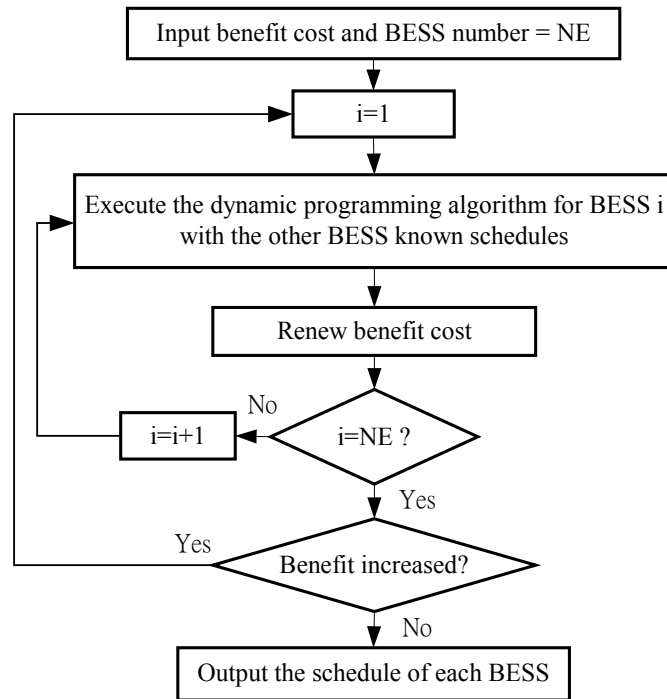 Input benefit cost and BESS number = NE
i=1
Execute the dynamic programming algorithm for BESS i
with the other BESS known schedules
Renew benefit cost
No
i=i+1
i=NE ?
Yes
Yes
Benefit increased?
No
Output the schedule of each BESS